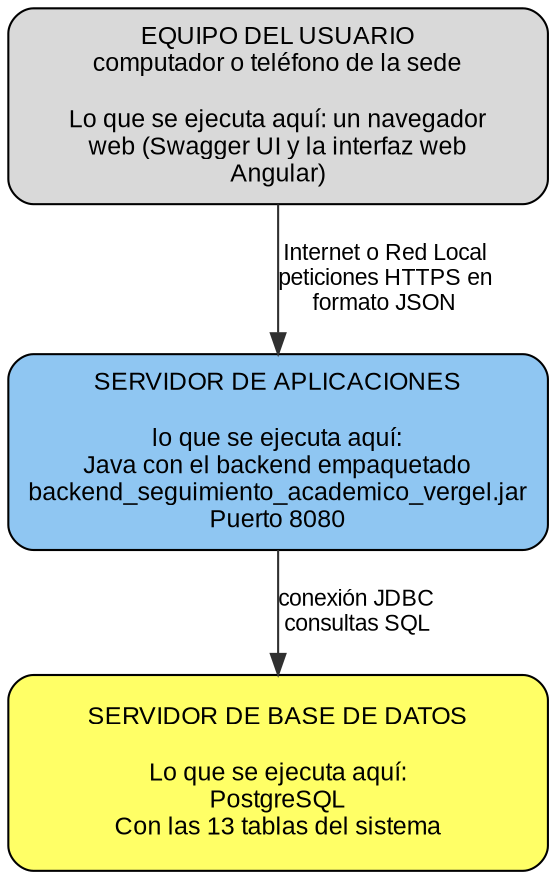 EQUIPO DEL USUARIO
computador o teléfono de la sede
Lo que se ejecuta aquí: un navegador
web (Swagger UI y la interfaz web
Angular)
Internet o Red Local
peticiones HTTPS en
formato JSON
SERVIDOR DE APLICACIONES
lo que se ejecuta aquí:
Java con el backend empaquetado
backend_seguimiento_academico_vergel.jar
Puerto 8080
conexión JDBC
consultas SQL
SERVIDOR DE BASE DE DATOS
Lo que se ejecuta aquí:
PostgreSQL
Con las 13 tablas del sistema